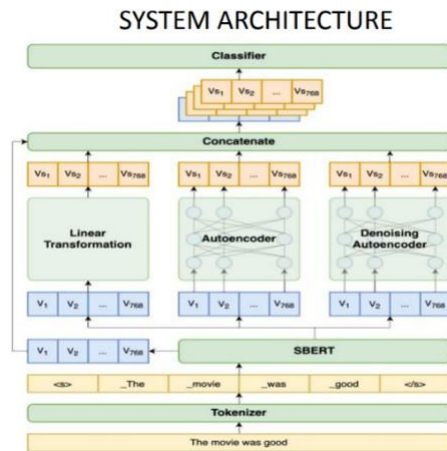 SYSTEM ARCHITECTURE
Classifier
Vs1 Vs2 ... Vs768
Concatenate
Vs1 Vs2 ... Vs768 Vs1 Vs2 ... Vs768 Vs1 Vs2 ... Vs768
Linear
Transformation
Autoencoder
Denoising
Autoencoder
V1 V2 ... V768 V1 V2 ... V768 V1 V2 ... V768
V1 V2 ... V768
SBERT
<s> _The _movie _was _good </s>
Tokenizer
The movie was good